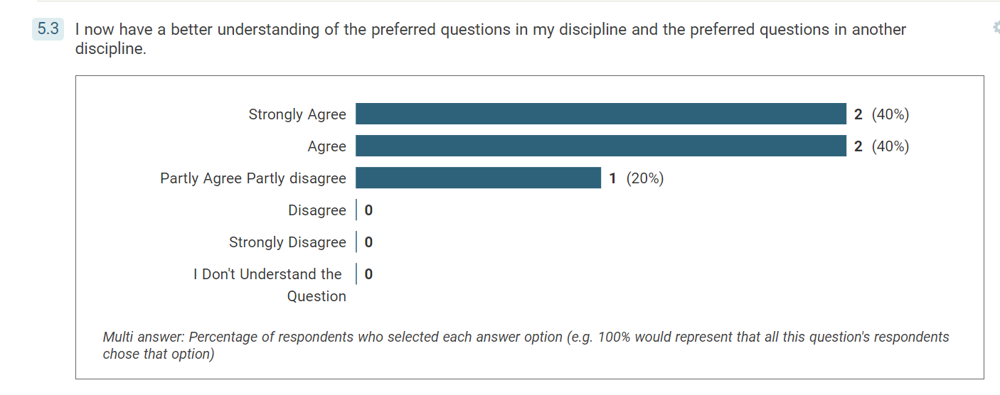 5.3 I now have a better understanding of the preferred questions in my discipline and the preferred questions in another
discipline.
Strongly Agree 2 (40%)
Agree 2 (40%)
Partly Agree Partly disagree 1 (20%)
Disagree 0
Strongly Disagree 0
I Don't Understand the 0
Question
Multi answer: Percentage of respondents who selected each answer option (e.g. 100% would represent that all this question's respondents
chose that option)